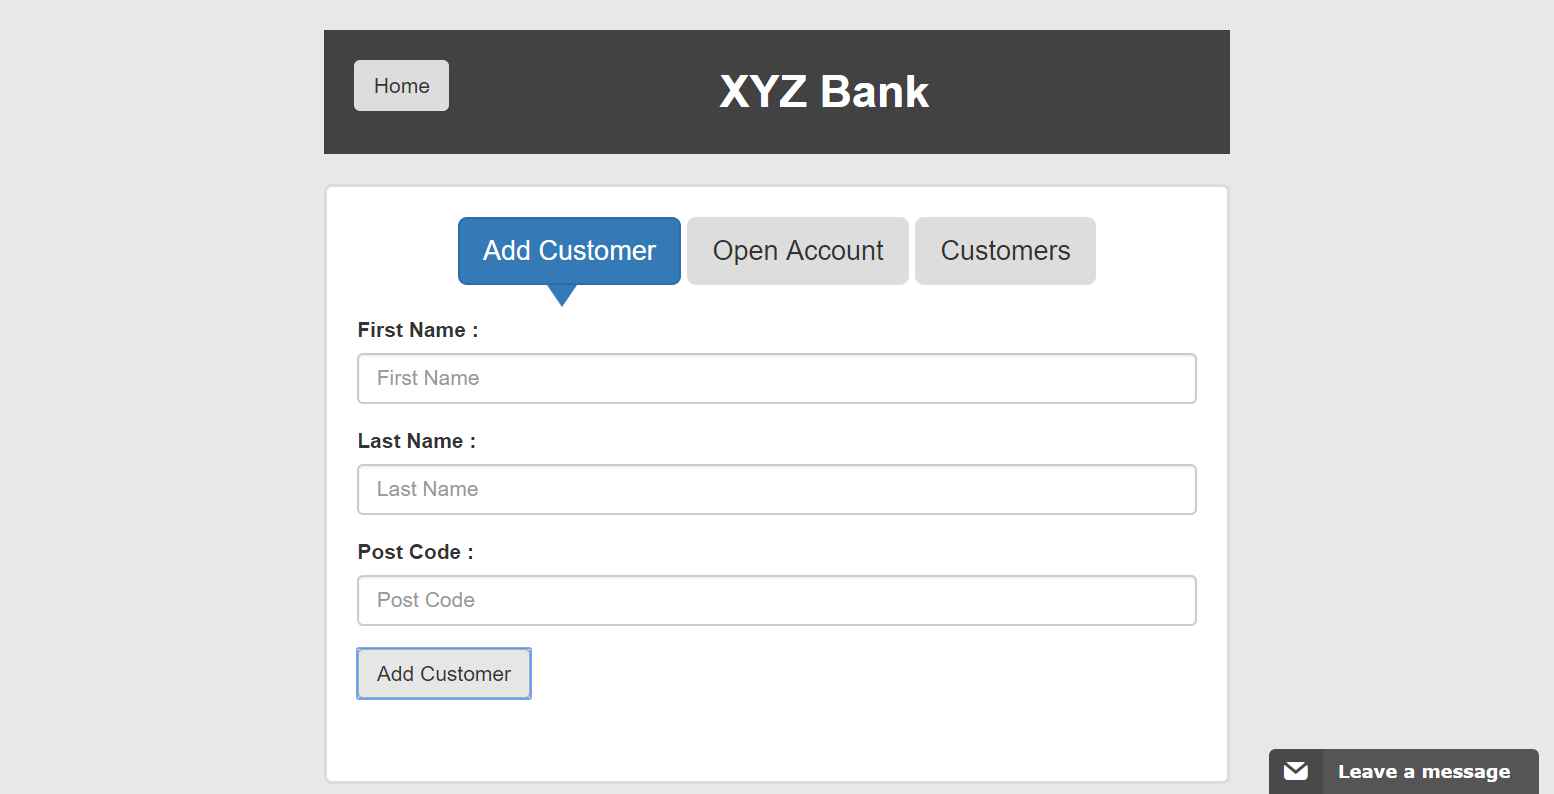 Home
XYZ Bank
Add Customer
Open Account
Customers
First Name :
First Name
Last Name :
Last Name
Post Code :
Post Code
Add Customer
Leave a message